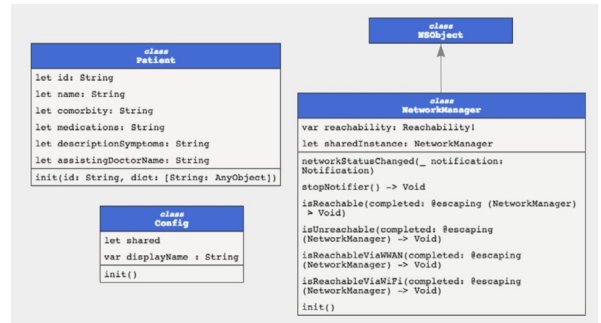 class
Patient
let id: String
let name: String
let comorbity: String
let medications: String
let descriptionSymptoms: String
let assistingDoctorName: String
init(id: String, dict: [String: AnyObject])
class
Config
let shared
var displayName : String
init()
class
NSObject
class
NetworkManager
var reachability: Reachability!
let sharedInstance: NetworkManager
networkStatusChanged(_ notification:
Notification)
stopNotifier() -> Void
isReachable(completed: @escaping (NetworkManager)
> Void)
isUnreachable(completed: @escaping
(NetworkManager) -> Void)
isReachableViaWWAN(completed: @escaping
(NetworkManager) -> Void)
isReachableViaWiFi(completed: @escaping
(NetworkManager) -> Void)
init()